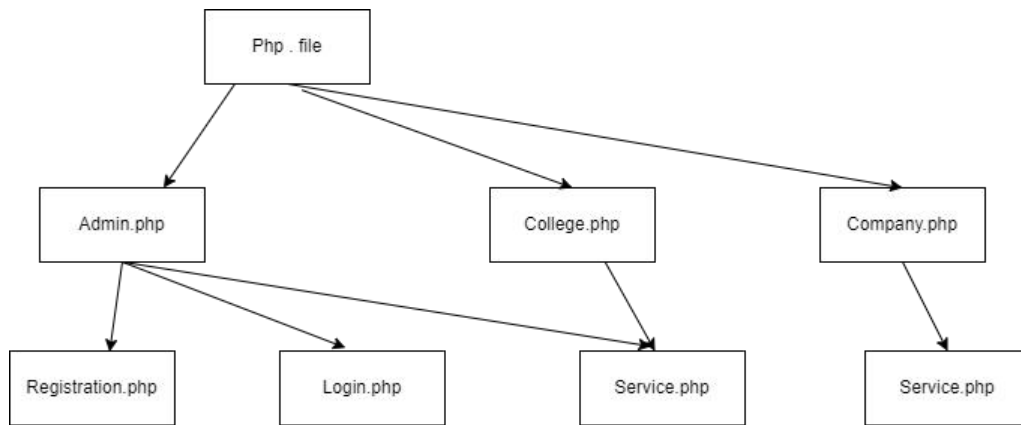 Php . file
Admin.php
College.php
Company.php
Registration.php
Login.php
Service.php
Service.php